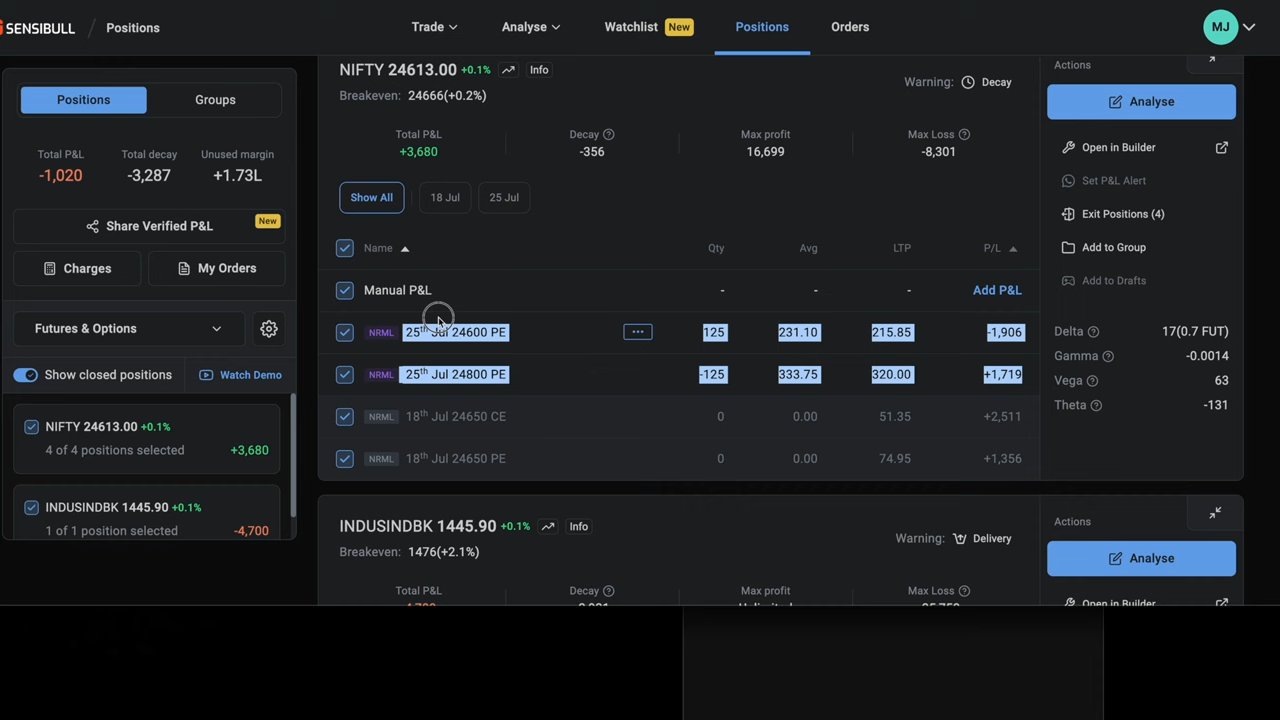 SENSIBULL / Positions
Trade
Analyse
Watchlist New
Positions
Orders
MJ
Positions
Groups
Total P&L
-1,020
Total decay
-3,287
Unused margin
+1.73L
Share Verified P&L New
Charges
My Orders
Futures & Options
Show closed positions
Watch Demo
NIFTY 24613.00 +0.1%
4 of 4 positions selected +3,680
INDUSINDBK 1445.90 +0.1%
1 of 1 position selected -4,700
NIFTY 24613.00 +0.1% Info
Breakeven: 24666(+0.2%)
Warning: Decay
Total P&L
+3,680
Decay
-356
Max profit
16,699
Max Loss
-8,301
Show All 18 Jul 25 Jul
Name Qty Avg LTP P/L
Manual P&L - - - Add P&L
NRML 25th Jul 24600 PE ··· 125 231.10 215.85 -1,906
NRML 25th Jul 24800 PE -125 333.75 320.00 +1,719
NRML 18th Jul 24650 CE 0 0.00 51.35 +2,511
NRML 18th Jul 24650 PE 0 0.00 74.95 +1,356
Actions
Analyse
Open in Builder
Set P&L Alert
Exit Positions (4)
Add to Group
Add to Drafts
Delta 17(0.7 FUT)
Gamma -0.0014
Vega 63
Theta -131
INDUSINDBK 1445.90 +0.1% Info
Breakeven: 1476(+2.1%)
Warning: Delivery
Total P&L
Decay
Max profit
Max Loss
Actions
Analyse
Open in Builder